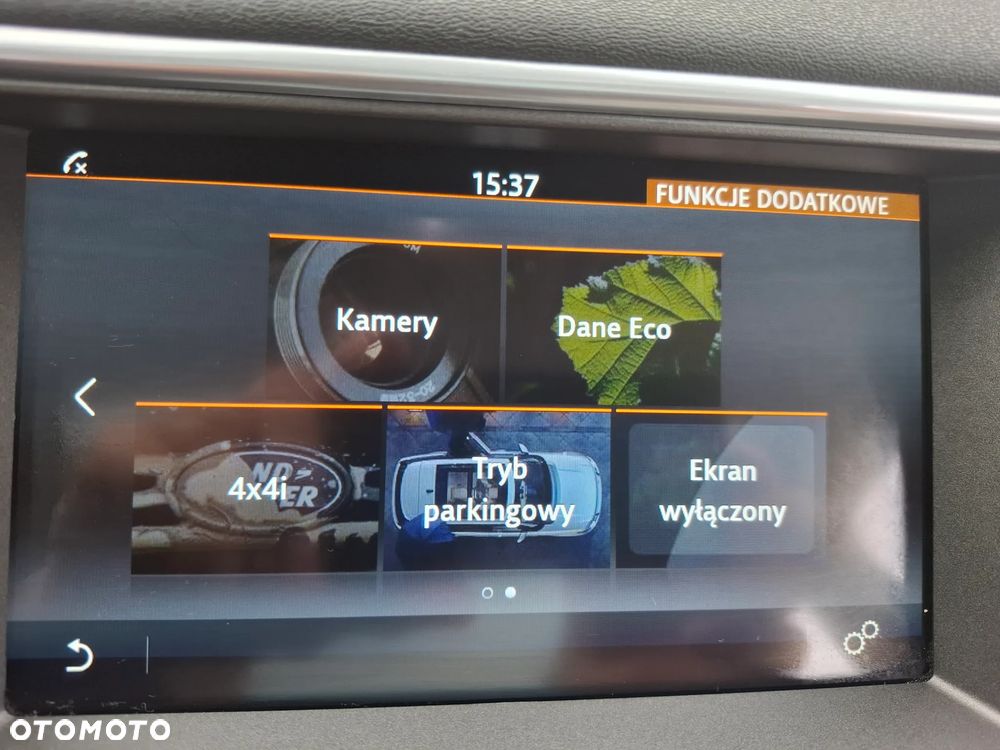 15:37
FUNKCJE DODATKOWE
Kamery
Dane Eco
4x4i
Tryb
parkingowy
Ekran
wyłączony
OTOMOTO